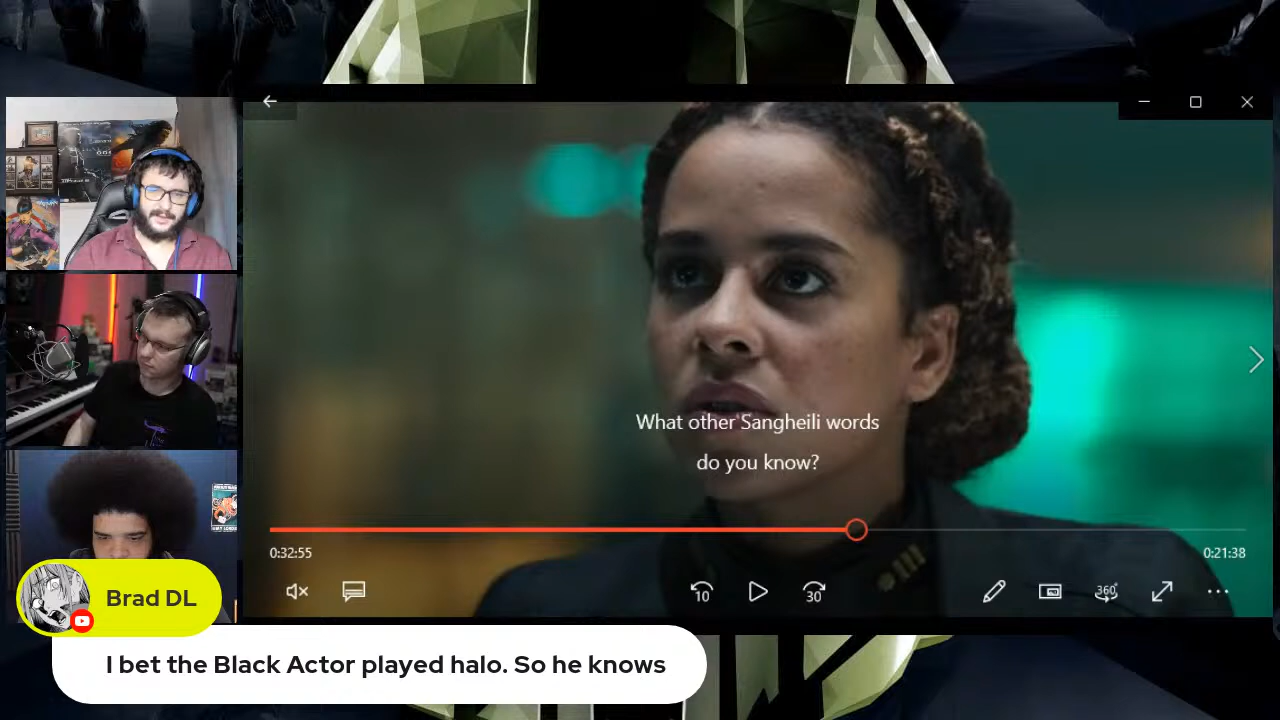 What other Sangheili words
do you know?
0:32:55
0:21:38
10
30
360°
Brad DL
I bet the Black Actor played halo. So he knows